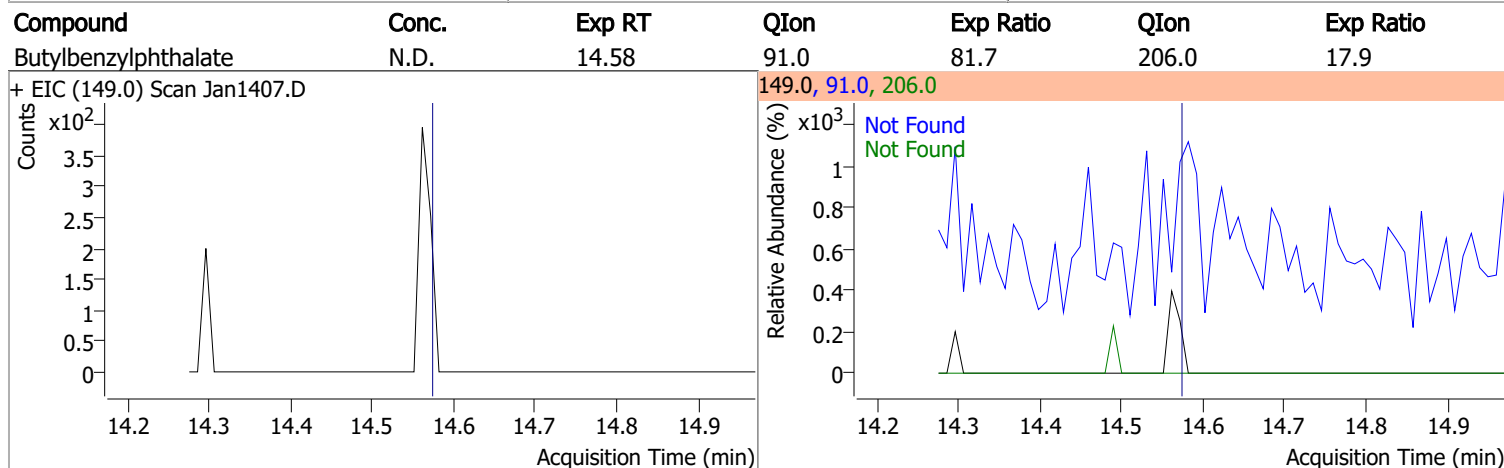 Compound Conc. Exp RT QIon Exp Ratio QIon Exp Ratio
Butylbenzylphthalate N.D. 14.58 91.0 81.7 206.0 17.9
+ EIC (149.0) Scan Jan1407.D
Counts
x10²
3.5
3
2.5
2
1.5
1
0.5
0
14.2 14.3 14.4 14.5 14.6 14.7 14.8 14.9
Acquisition Time (min)
149.0, 91.0, 206.0
Relative Abundance (%)
x10³
Not Found
Not Found
1
0.8
0.6
0.4
0.2
0
14.2 14.3 14.4 14.5 14.6 14.7 14.8 14.9
Acquisition Time (min)